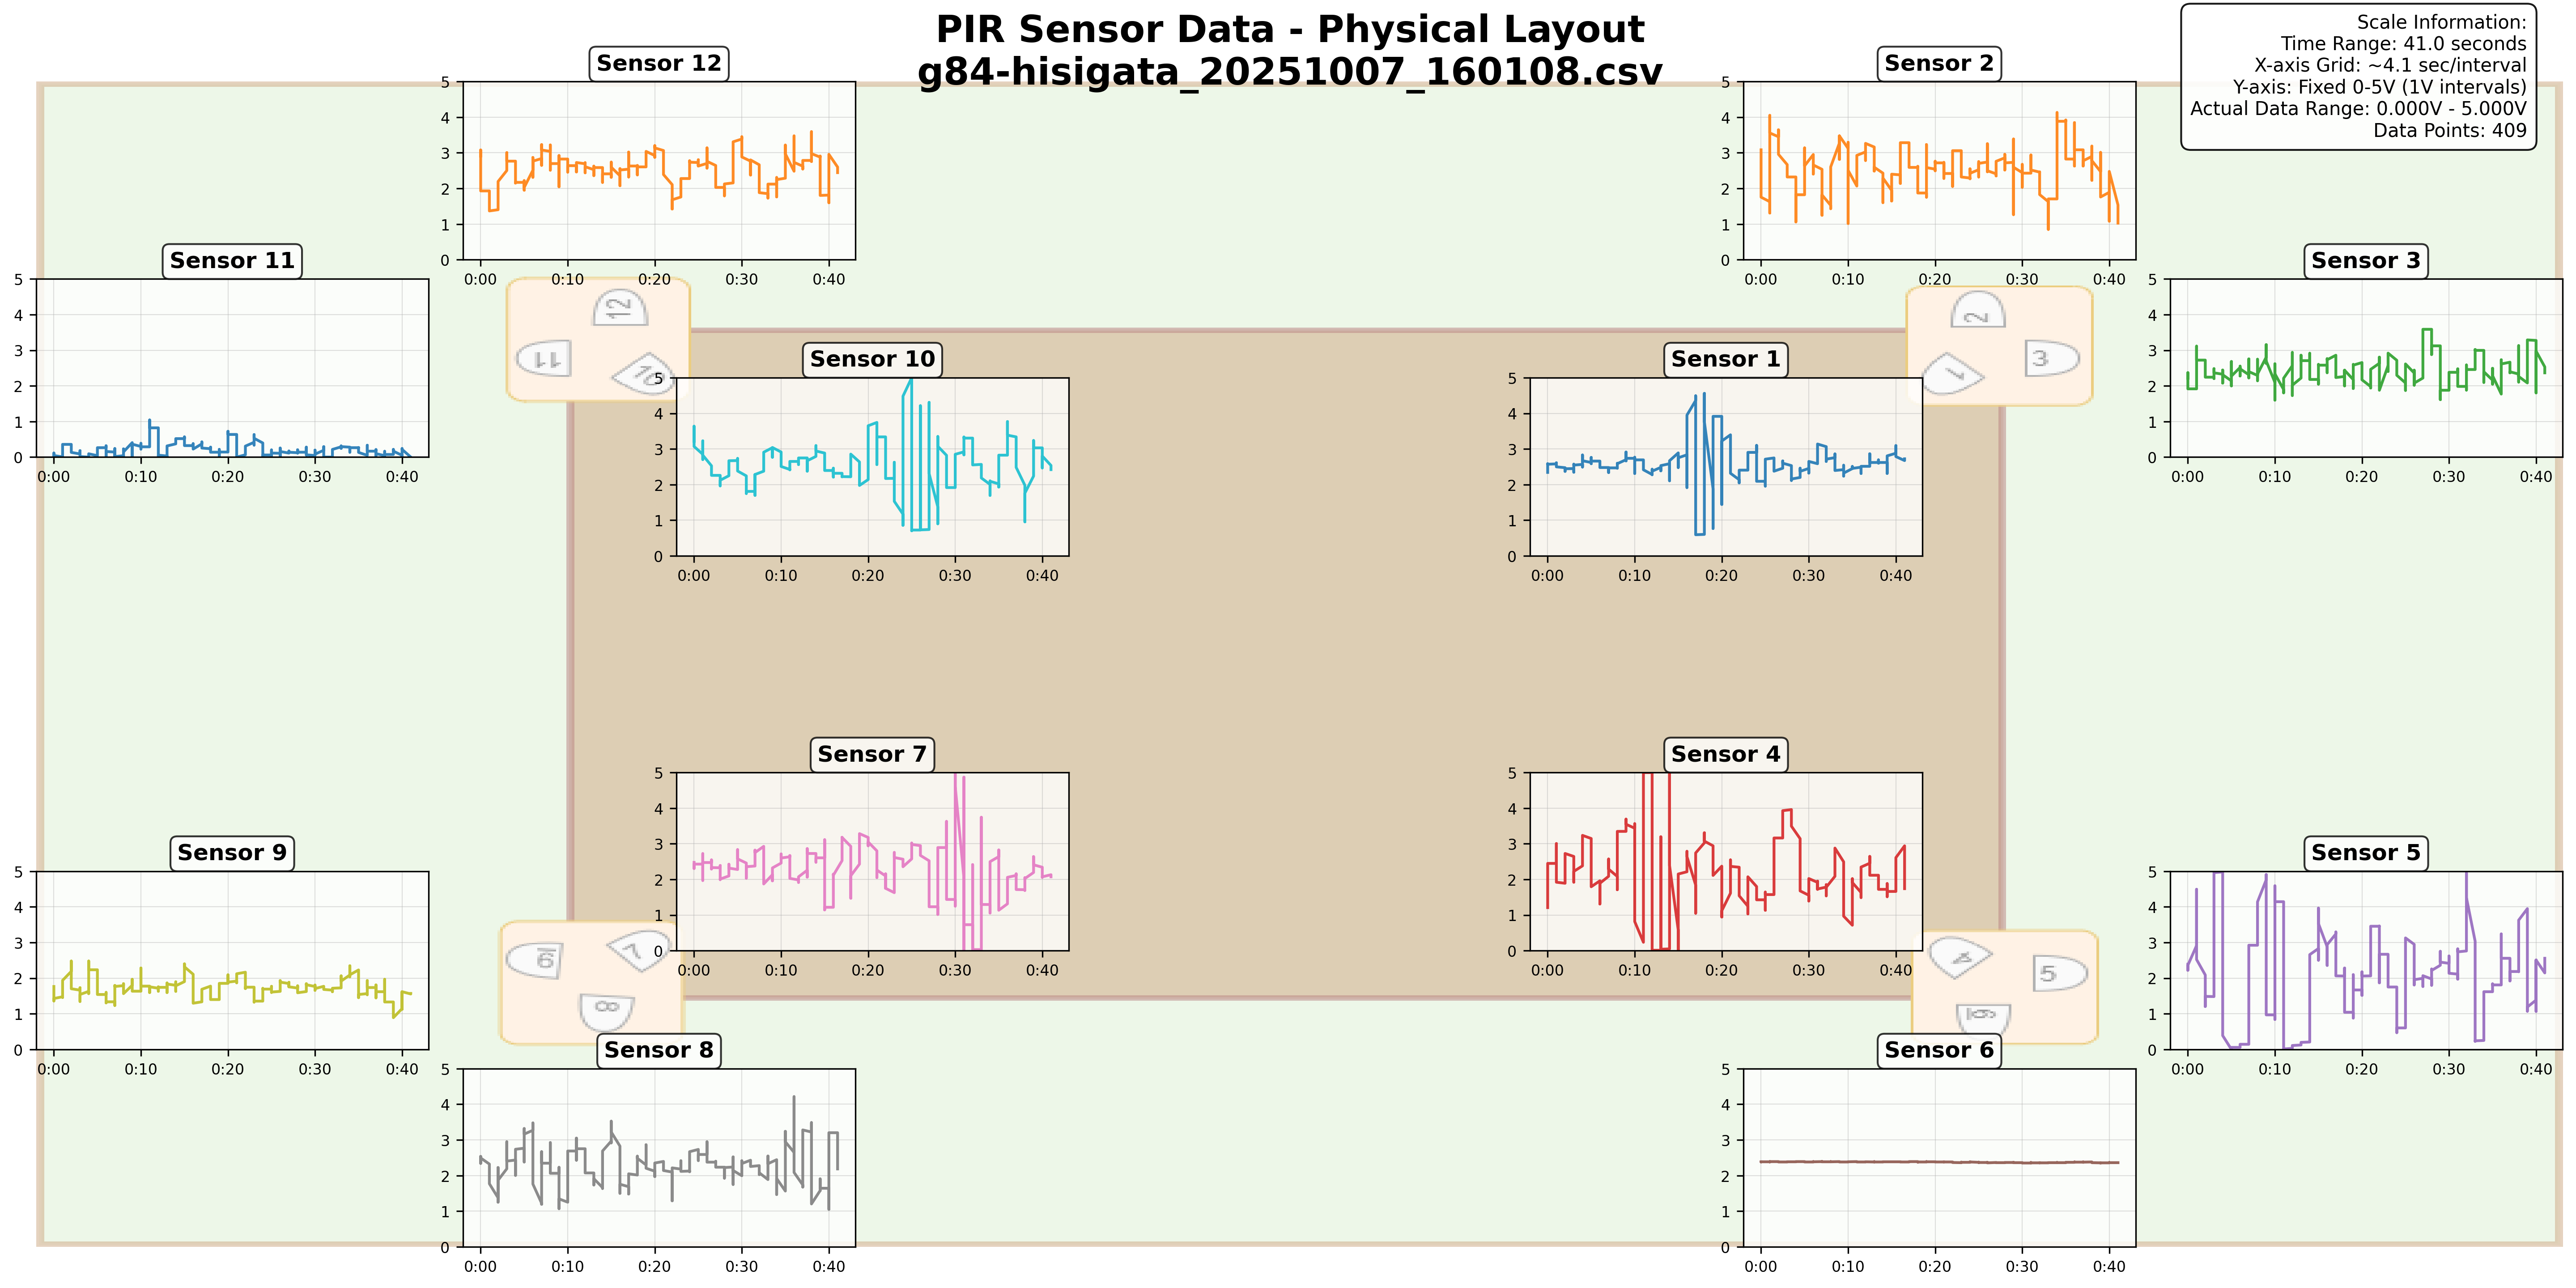 PIR Sensor Data - Physical Layout
g84-hisigata_20251007_160108.csv
Scale Information:
Time Range: 41.0 seconds
X-axis Grid: ~4.1 sec/interval
Y-axis: Fixed 0-5V (1V intervals)
Actual Data Range: 0.000V - 5.000V
Data Points: 409
Sensor 12
5
4
3
2
1
0
0:00 0:10 0:20 0:30 0:40
Sensor 2
5
4
3
2
1
0
0:00 0:10 0:20 0:30 0:40
Sensor 11
5
4
3
2
1
0
0:00 0:10 0:20 0:30 0:40
Sensor 3
5
4
3
2
1
0
0:00 0:10 0:20 0:30 0:40
12
11
10
2
3
1
Sensor 10
5
4
3
2
1
0
0:00 0:10 0:20 0:30 0:40
Sensor 1
5
4
3
2
1
0
0:00 0:10 0:20 0:30 0:40
Sensor 7
5
4
3
2
1
0
0:00 0:10 0:20 0:30 0:40
Sensor 4
5
4
3
2
1
0
0:00 0:10 0:20 0:30 0:40
Sensor 9
5
4
3
2
1
0
0:00 0:10 0:20 0:30 0:40
Sensor 5
5
4
3
2
1
0
0:00 0:10 0:20 0:30 0:40
9
7
8
4
5
6
Sensor 8
5
4
3
2
1
0
0:00 0:10 0:20 0:30 0:40
Sensor 6
5
4
3
2
1
0
0:00 0:10 0:20 0:30 0:40